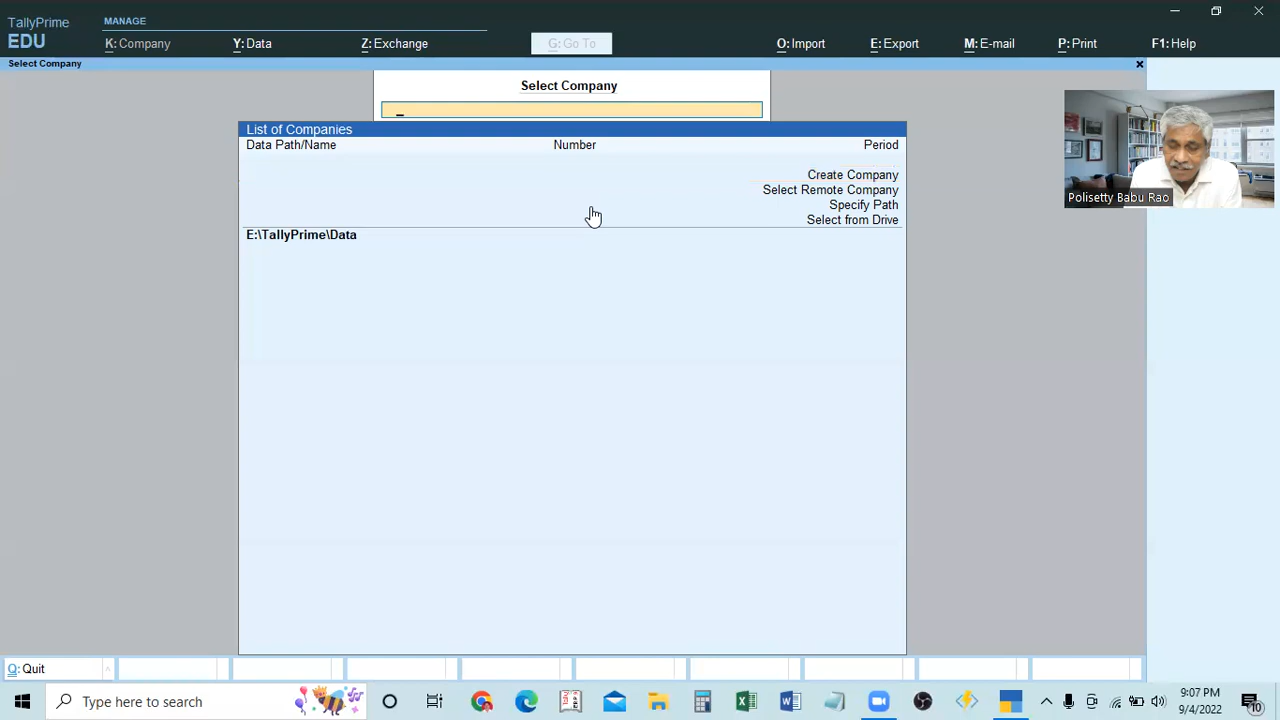 TallyPrime
EDU
MANAGE
K: Company
Y: Data
Z: Exchange
G: Go To
O: Import
E: Export
M: E-mail
P: Print
F1: Help
Select Company
Select Company
List of Companies
Data Path/Name
Number
Period
Create Company
Select Remote Company
Specify Path
Select from Drive
E:\TallyPrime\Data
Polisetty Babu Rao
Q: Quit
Type here to search
9:07 PM
9/4/2022
10